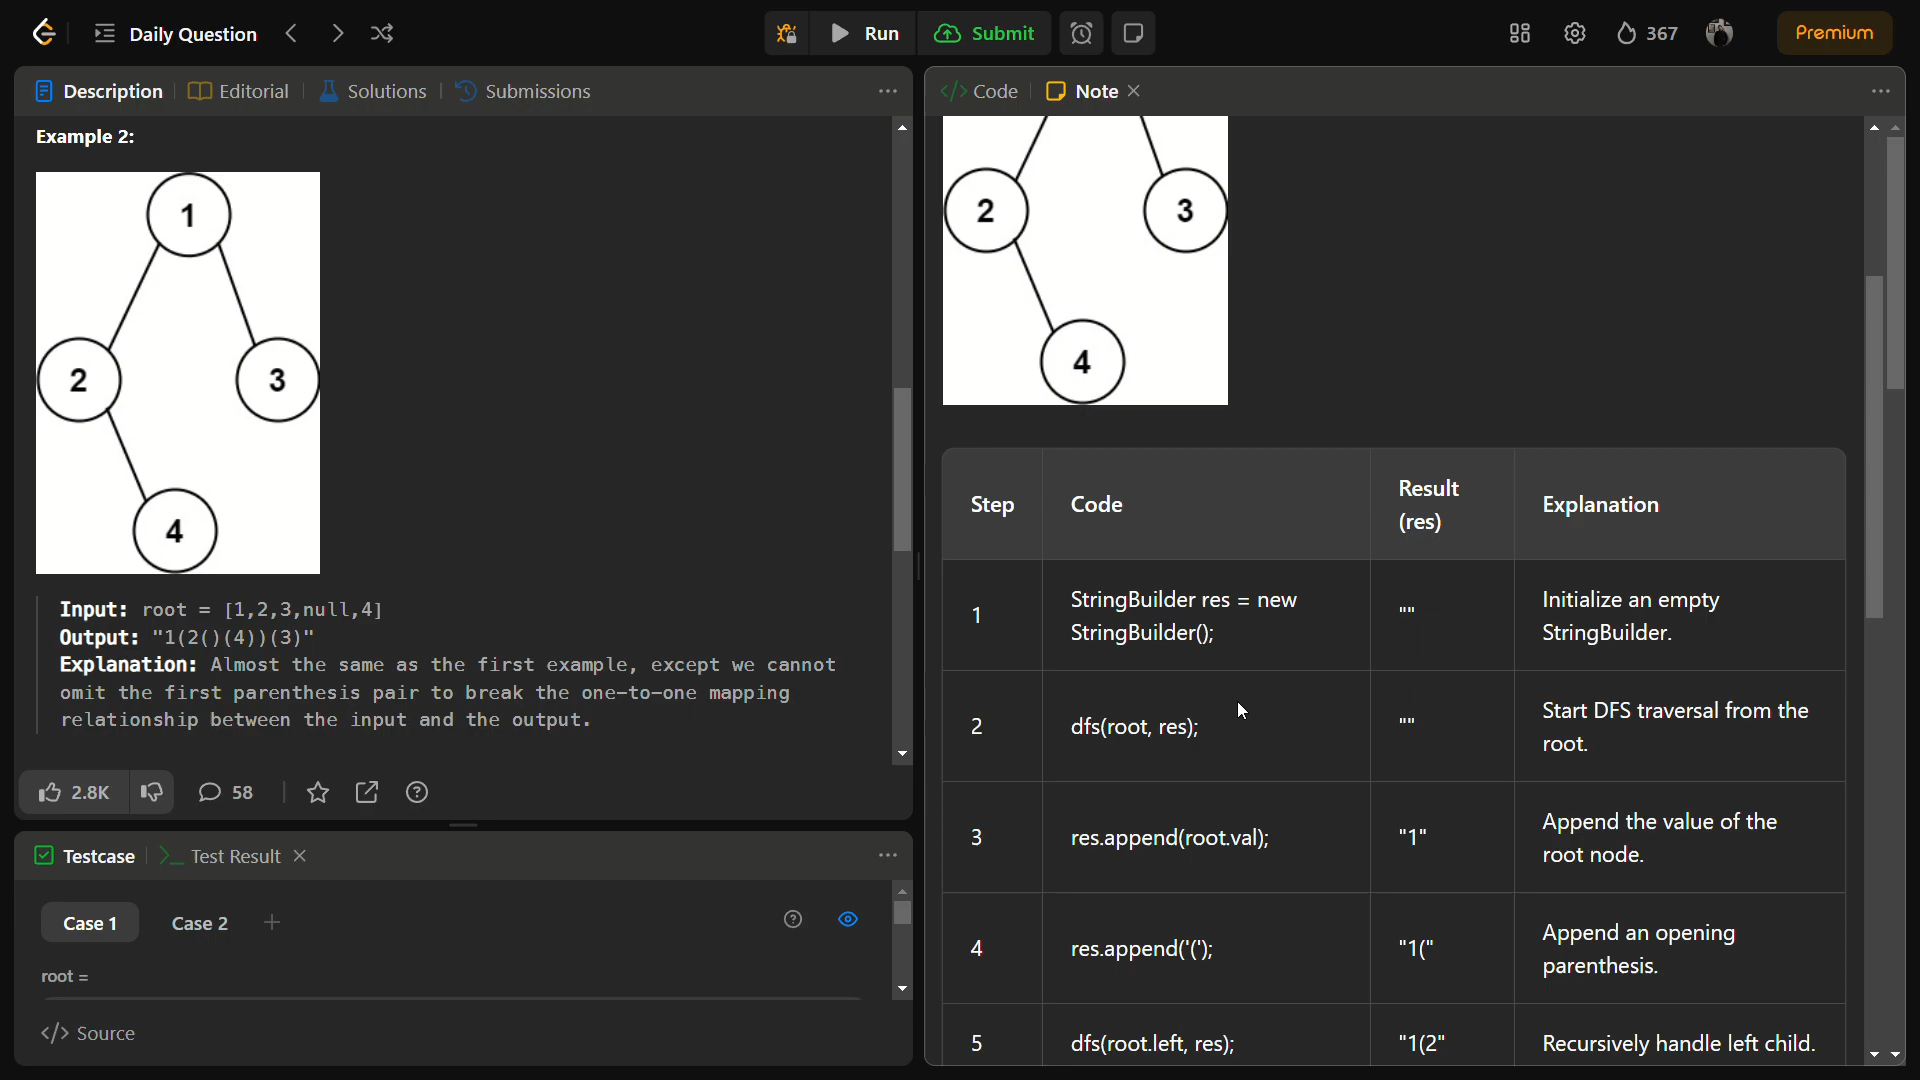 Daily Question
Run
Submit
367
Premium
Description
Editorial
Solutions
Submissions
Example 2:
1
2
3
4
Input: root = [1,2,3,null,4]
Output: "1(2()(4))(3)"
Explanation: Almost the same as the first example, except we cannot
omit the first parenthesis pair to break the one-to-one mapping
relationship between the input and the output.
2.8K
58
Testcase
Test Result
Case 1
Case 2
root =
</> Source
</> Code
Note
2
3
4
Step
Code
Result
(res)
Explanation
1
StringBuilder res = new
StringBuilder();
""
Initialize an empty
StringBuilder.
2
dfs(root, res);
""
Start DFS traversal from the
root.
3
res.append(root.val);
"1"
Append the value of the
root node.
4
res.append('(');
"1("
Append an opening
parenthesis.
5
dfs(root.left, res);
"1(2"
Recursively handle left child.